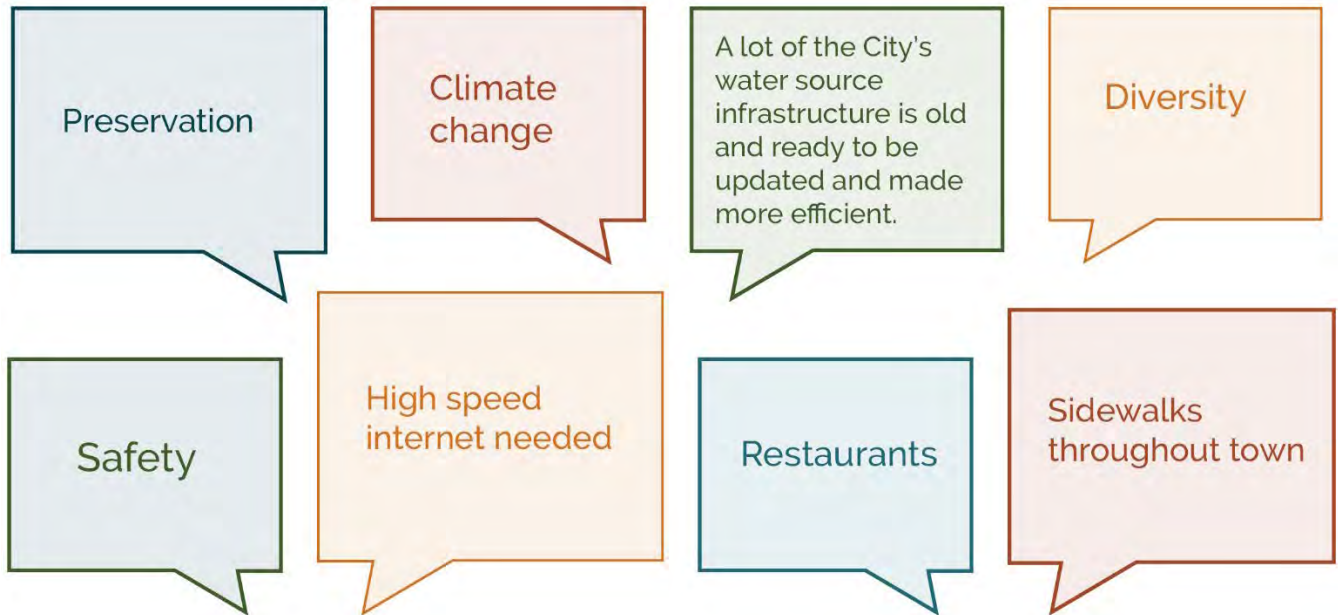 Preservation
Climate
change
A lot of the City’s
water source
infrastructure is old
and ready to be
updated and made
more efficient.
Diversity
Safety
High speed
internet needed
Restaurants
Sidewalks
throughout town